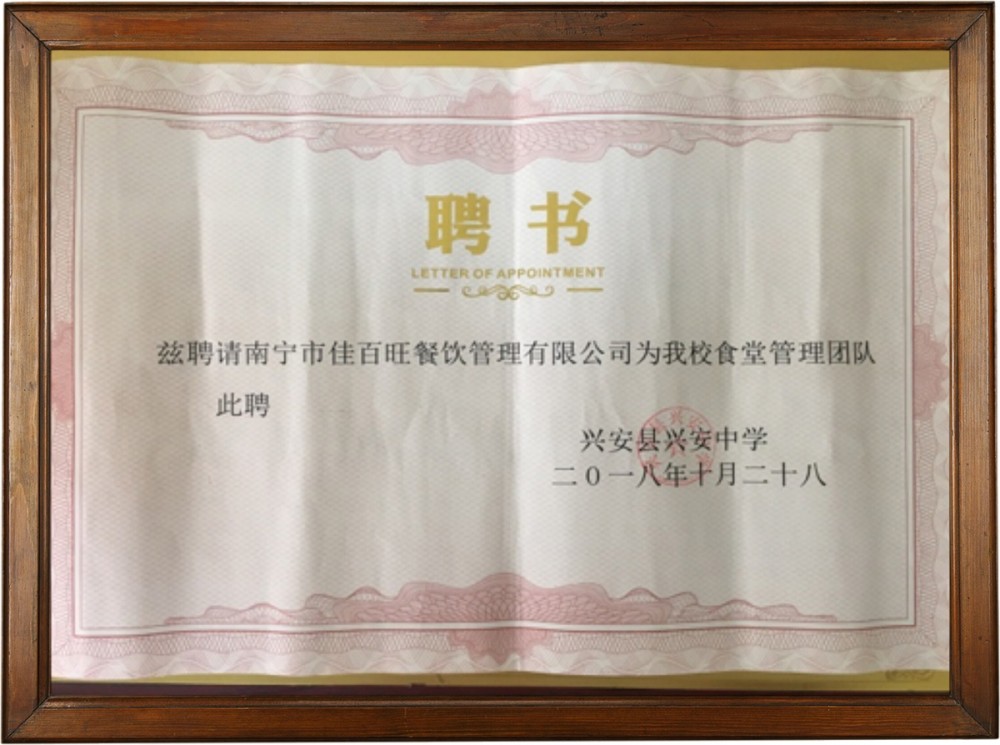 聘书
LETTER OF APPOINTMENT
兹聘请南宁市佳百旺餐饮管理有限公司为我校食堂管理团队
此聘
兴安县兴安中学
二0一八年十月二十八